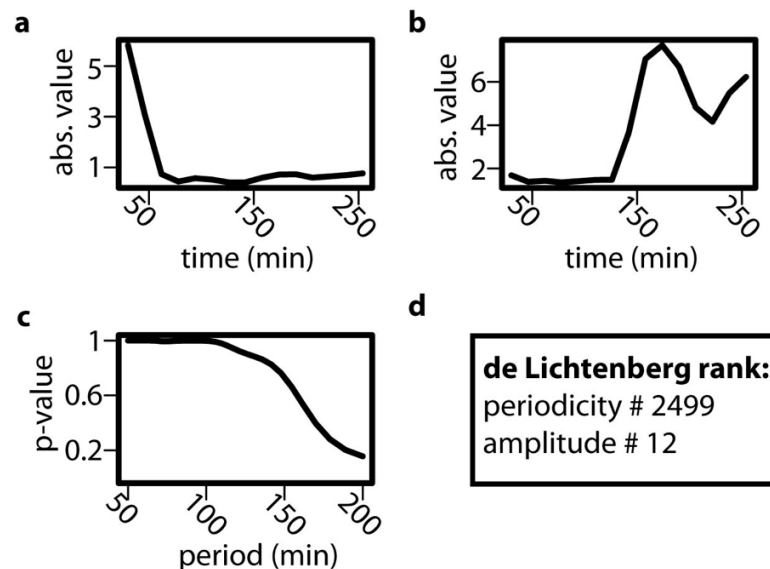 a
abs. value
5
3
1
50
150
250
time (min)
b
abs. value
6
4
2
50
150
250
time (min)
c
p-value
1
0.6
0.2
50
100
150
200
period (min)
d
de Lichtenberg rank:
periodicity # 2499
amplitude # 12